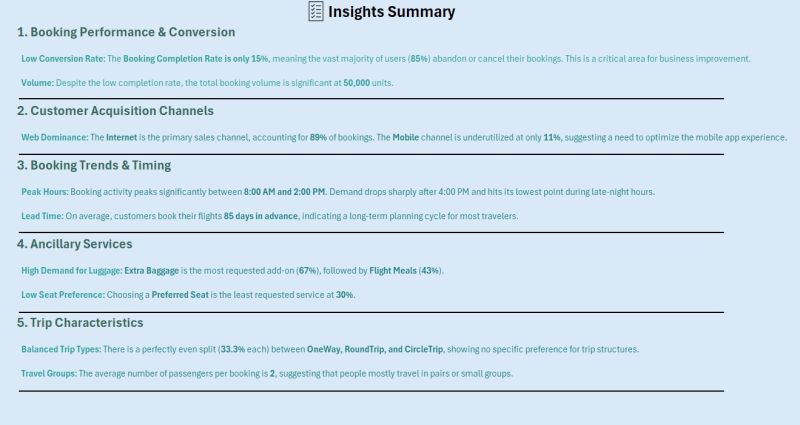 Insights Summary
1. Booking Performance & Conversion
Low Conversion Rate: The Booking Completion Rate is only 15%, meaning the vast majority of users (85%) abandon or cancel their bookings. This is a critical area for business improvement.
Volume: Despite the low completion rate, the total booking volume is significant at 50,000 units.
2. Customer Acquisition Channels
Web Dominance: The Internet is the primary sales channel, accounting for 89% of bookings. The Mobile channel is underutilized at only 11%, suggesting a need to optimize the mobile app experience.
3. Booking Trends & Timing
Peak Hours: Booking activity peaks significantly between 8:00 AM and 2:00 PM. Demand drops sharply after 4:00 PM and hits its lowest point during late-night hours.
Lead Time: On average, customers book their flights 85 days in advance, indicating a long-term planning cycle for most travelers.
4. Ancillary Services
High Demand for Luggage: Extra Baggage is the most requested add-on (67%), followed by Flight Meals (43%).
Low Seat Preference: Choosing a Preferred Seat is the least requested service at 30%.
5. Trip Characteristics
Balanced Trip Types: There is a perfectly even split (33.3% each) between OneWay, RoundTrip, and CircleTrip, showing no specific preference for trip structures.
Travel Groups: The average number of passengers per booking is 2, suggesting that people mostly travel in pairs or small groups.